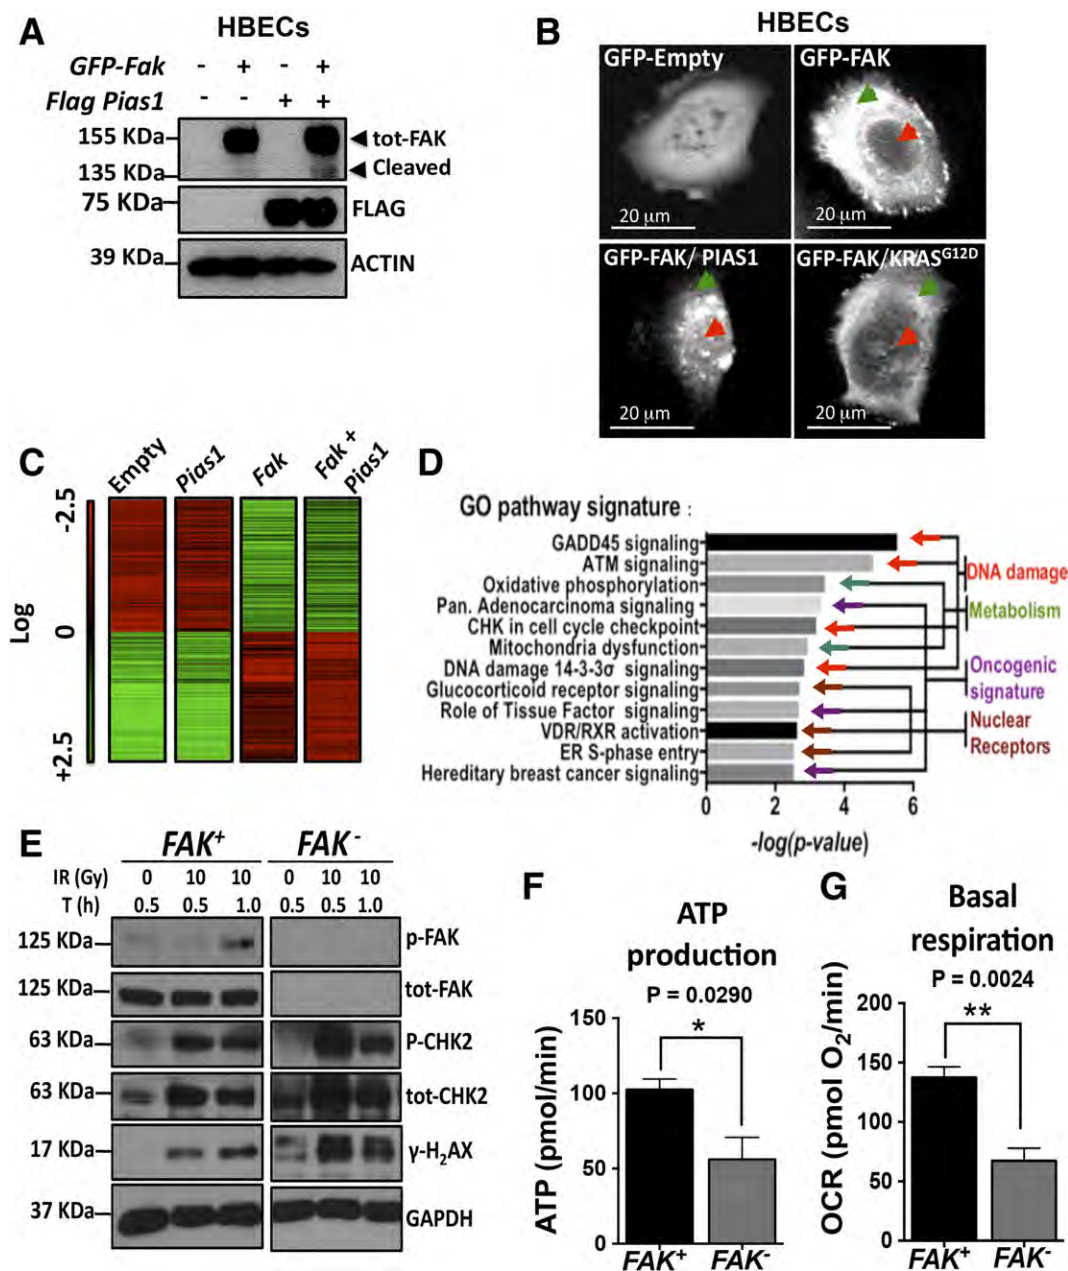 A
HBECs
GFP-Fak - + - +
Flag Pias1 - - + +
155 KDa
tot-FAK
135 KDa
Cleaved
75 KDa
FLAG
39 KDa
ACTIN
B
HBECs
GFP-Empty
20 μm
GFP-FAK
20 μm
GFP-FAK/ PIAS1
20 μm
GFP-FAK/KRASG12D
20 μm
C
Empty
Pias1
Fak
Fak +
Pias1
-2.5
0
+2.5
Log
D
GO pathway signature :
GADD45 signaling
ATM signaling
Oxidative phosphorylation
Pan. Adenocarcinoma signaling
CHK in cell cycle checkpoint
Mitochondria dysfunction
DNA damage 14-3-3σ signaling
Glucocorticoid receptor signaling
Role of Tissue Factor signaling
VDR/RXR activation
ER S-phase entry
Hereditary breast cancer signaling
DNA damage
Metabolism
Oncogenic
signature
Nuclear
Receptors
0 2 4 6
-log(p-value)
E
FAK+ FAK-
IR (Gy) 0 10 10 0 10 10
T (h) 0.5 0.5 1.0 0.5 0.5 1.0
125 KDa
p-FAK
125 KDa
tot-FAK
63 KDa
P-CHK2
63 KDa
tot-CHK2
17 KDa
γ-H2AX
37 KDa
GAPDH
F
ATP
production
P = 0.0290
*
ATP (pmol/min)
150
100
50
0
FAK+ FAK-
G
Basal
respiration
P = 0.0024
**
OCR (pmol O2/min)
200
150
100
50
0
FAK+ FAK-